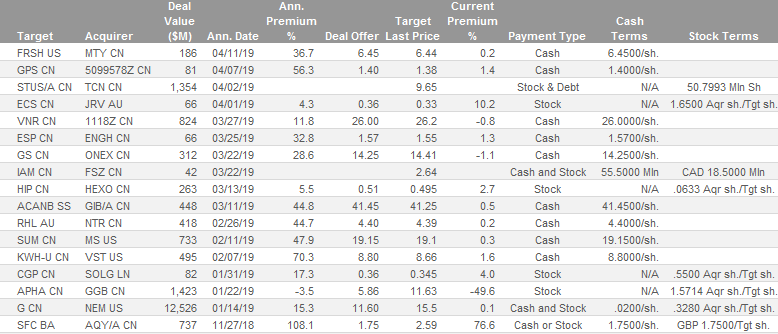 Deal Ann. Current
Value Premium Target Premium Cash
Target Acquirer ($M) Ann. Date % Deal Offer Last Price % Payment Type Terms Stock Terms
FRSH US MTY CN 186 04/11/19 36.7 6.45 6.44 0.2 Cash 6.4500/sh.
GPS CN 5099578Z CN 81 04/07/19 56.3 1.40 1.38 1.4 Cash 1.4000/sh.
STUS/A CN TCN CN 1,354 04/02/19 9.65 Stock & Debt N/A 50.7993 Mln Sh
ECS CN JRV AU 66 04/01/19 4.3 0.36 0.33 10.2 Stock N/A 1.6500 Aqr sh./Tgt sh.
VNR CN 1118Z CN 824 03/27/19 11.8 26.00 26.2 -0.8 Cash 26.0000/sh.
ESP CN ENGH CN 66 03/25/19 32.8 1.57 1.55 1.3 Cash 1.5700/sh.
GS CN ONEX CN 312 03/22/19 28.6 14.25 14.41 -1.1 Cash 14.2500/sh.
IAM CN FSZ CN 42 03/22/19 2.64 Cash and Stock 55.5000 Mln CAD 18.5000 Mln
HIP CN HEXO CN 263 03/13/19 5.5 0.51 0.495 2.7 Stock N/A .0633 Aqr sh./Tgt sh.
ACANB SS GIB/A CN 448 03/11/19 44.8 41.45 41.25 0.5 Cash 41.4500/sh.
RHL AU NTR CN 418 02/26/19 44.7 4.40 4.39 0.2 Cash 4.4000/sh.
SUM CN MS US 733 02/11/19 47.9 19.15 19.1 0.3 Cash 19.1500/sh.
KWH-U CN VST US 495 02/07/19 70.3 8.80 8.66 1.6 Cash 8.8000/sh.
CGP CN SOLG LN 82 01/31/19 17.3 0.36 0.345 4.0 Stock N/A .5500 Aqr sh./Tgt sh.
APHA CN GGB CN 1,423 01/22/19 -3.5 5.86 11.63 -49.6 Stock N/A 1.5714 Aqr sh./Tgt sh.
G CN NEM US 12,526 01/14/19 15.3 11.60 15.5 0.1 Cash and Stock .0200/sh. .3280 Aqr sh./Tgt sh.
SFC BA AQY/A CN 737 11/27/18 108.1 1.75 2.59 76.6 Cash or Stock 1.7500/sh. GBP 1.7500/Tgt sh.